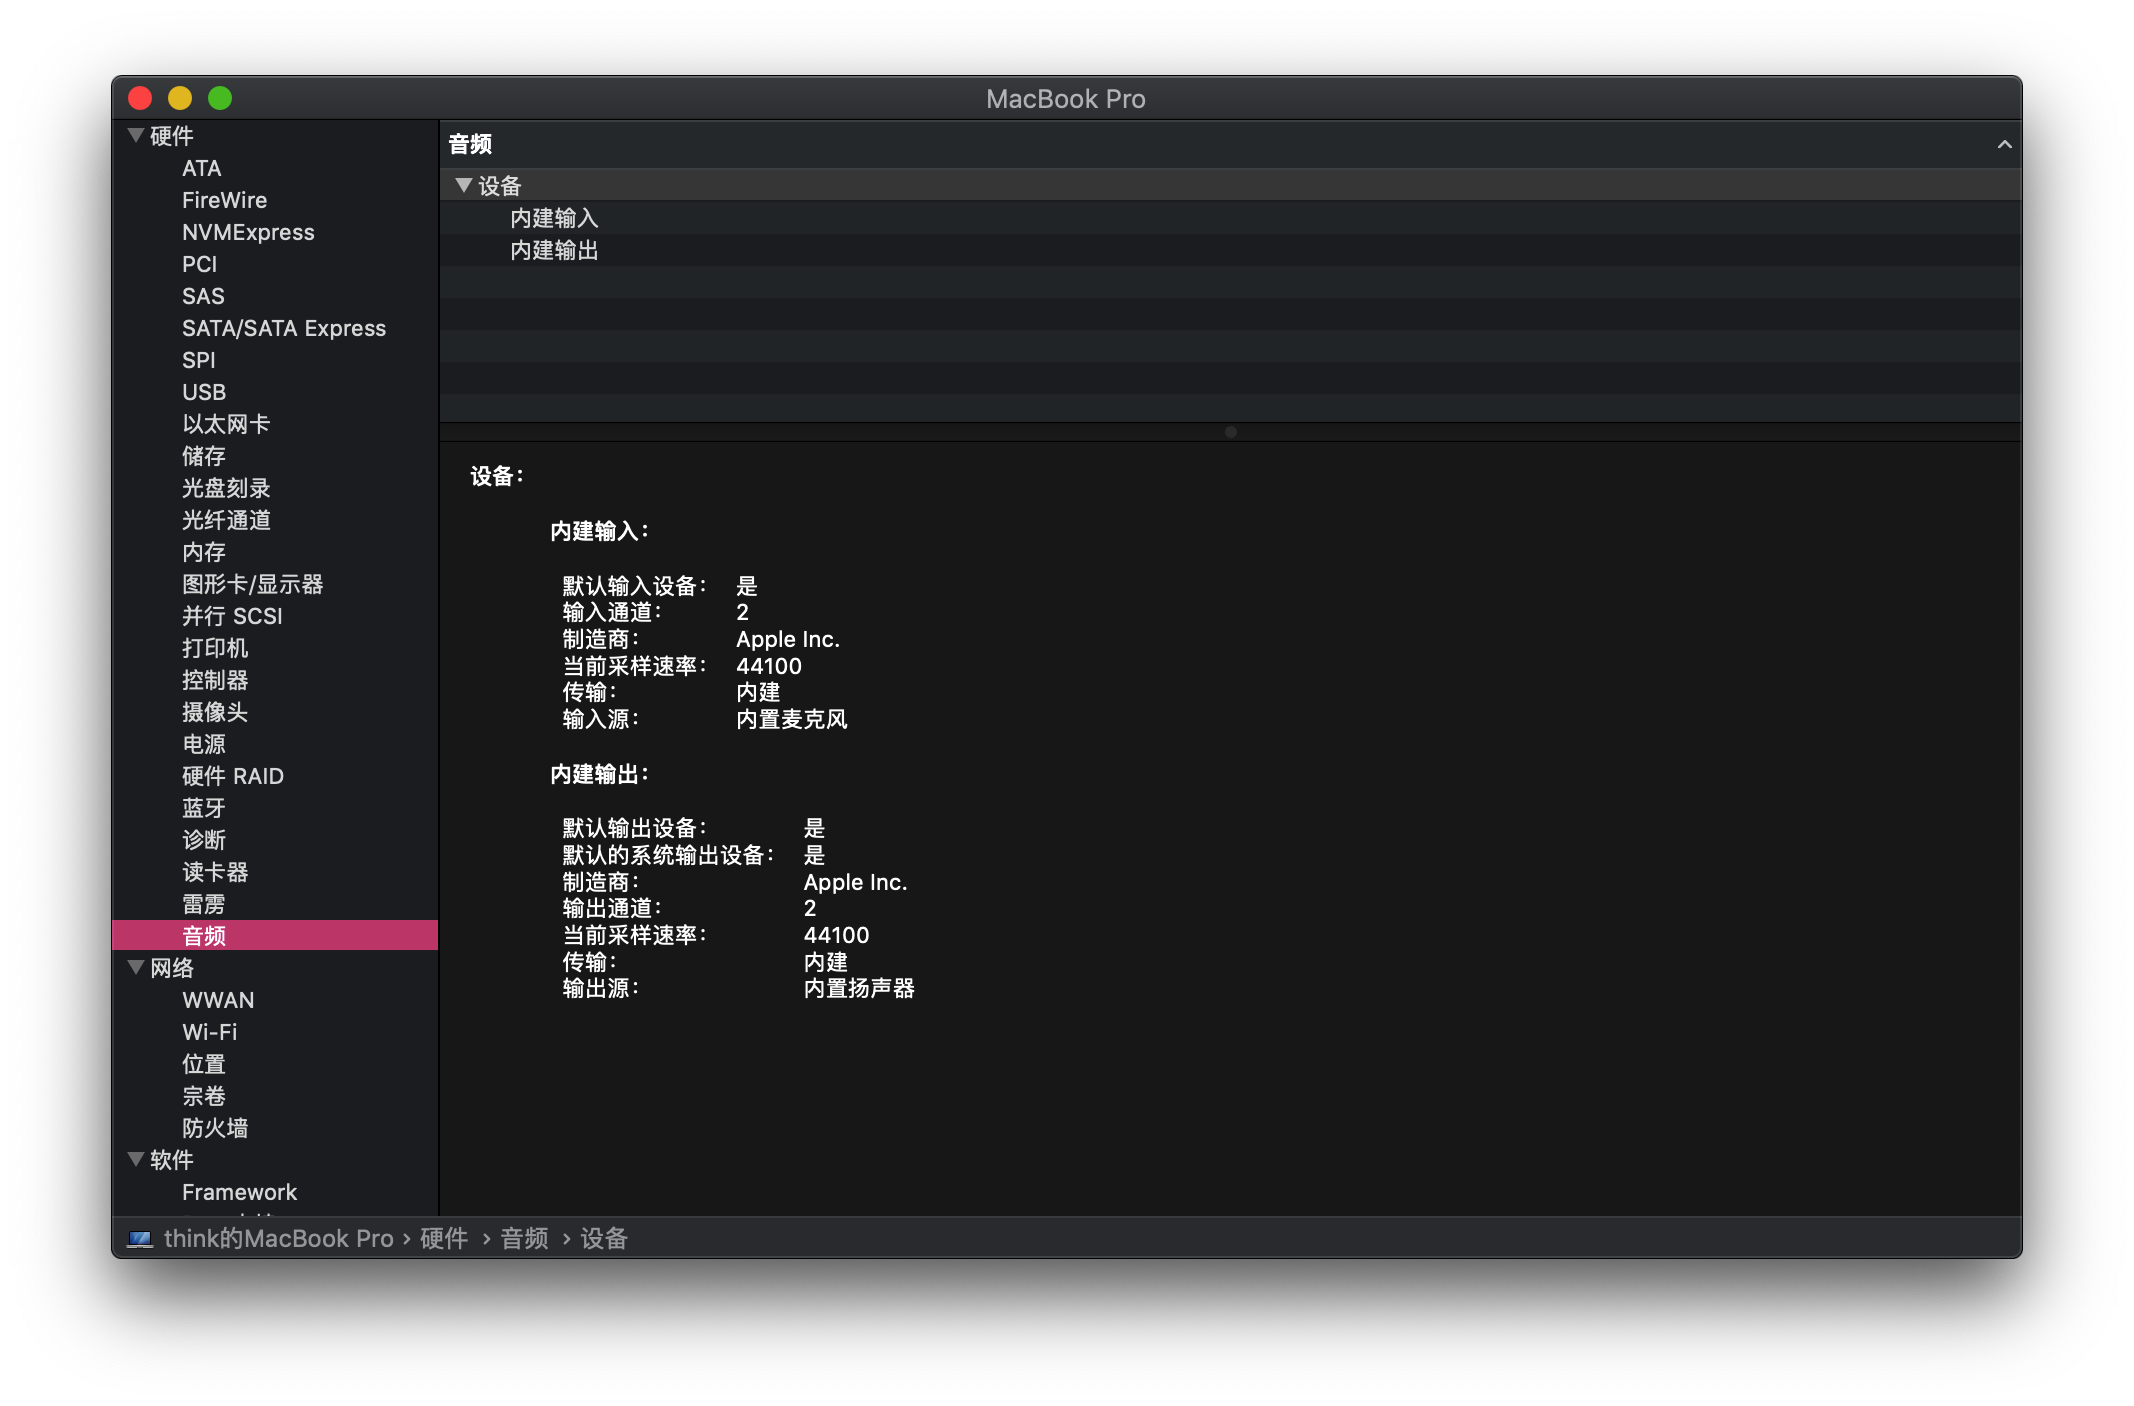 MacBook Pro
硬件
ATA
FireWire
NVMExpress
PCI
SAS
SATA/SATA Express
SPI
USB
以太网卡
储存
光盘刻录
光纤通道
内存
图形卡/显示器
并行 SCSI
打印机
控制器
摄像头
电源
硬件 RAID
蓝牙
诊断
读卡器
雷雳
音频
网络
WWAN
Wi-Fi
位置
宗卷
防火墙
软件
Framework
音频
设备
内建输入
内建输出
设备：
内建输入：
默认输入设备： 是
输入通道： 2
制造商： Apple Inc.
当前采样速率： 44100
传输： 内建
输入源： 内置麦克风
内建输出：
默认输出设备： 是
默认的系统输出设备： 是
制造商： Apple Inc.
输出通道： 2
当前采样速率： 44100
传输： 内建
输出源： 内置扬声器
think的MacBook Pro › 硬件 › 音频 › 设备